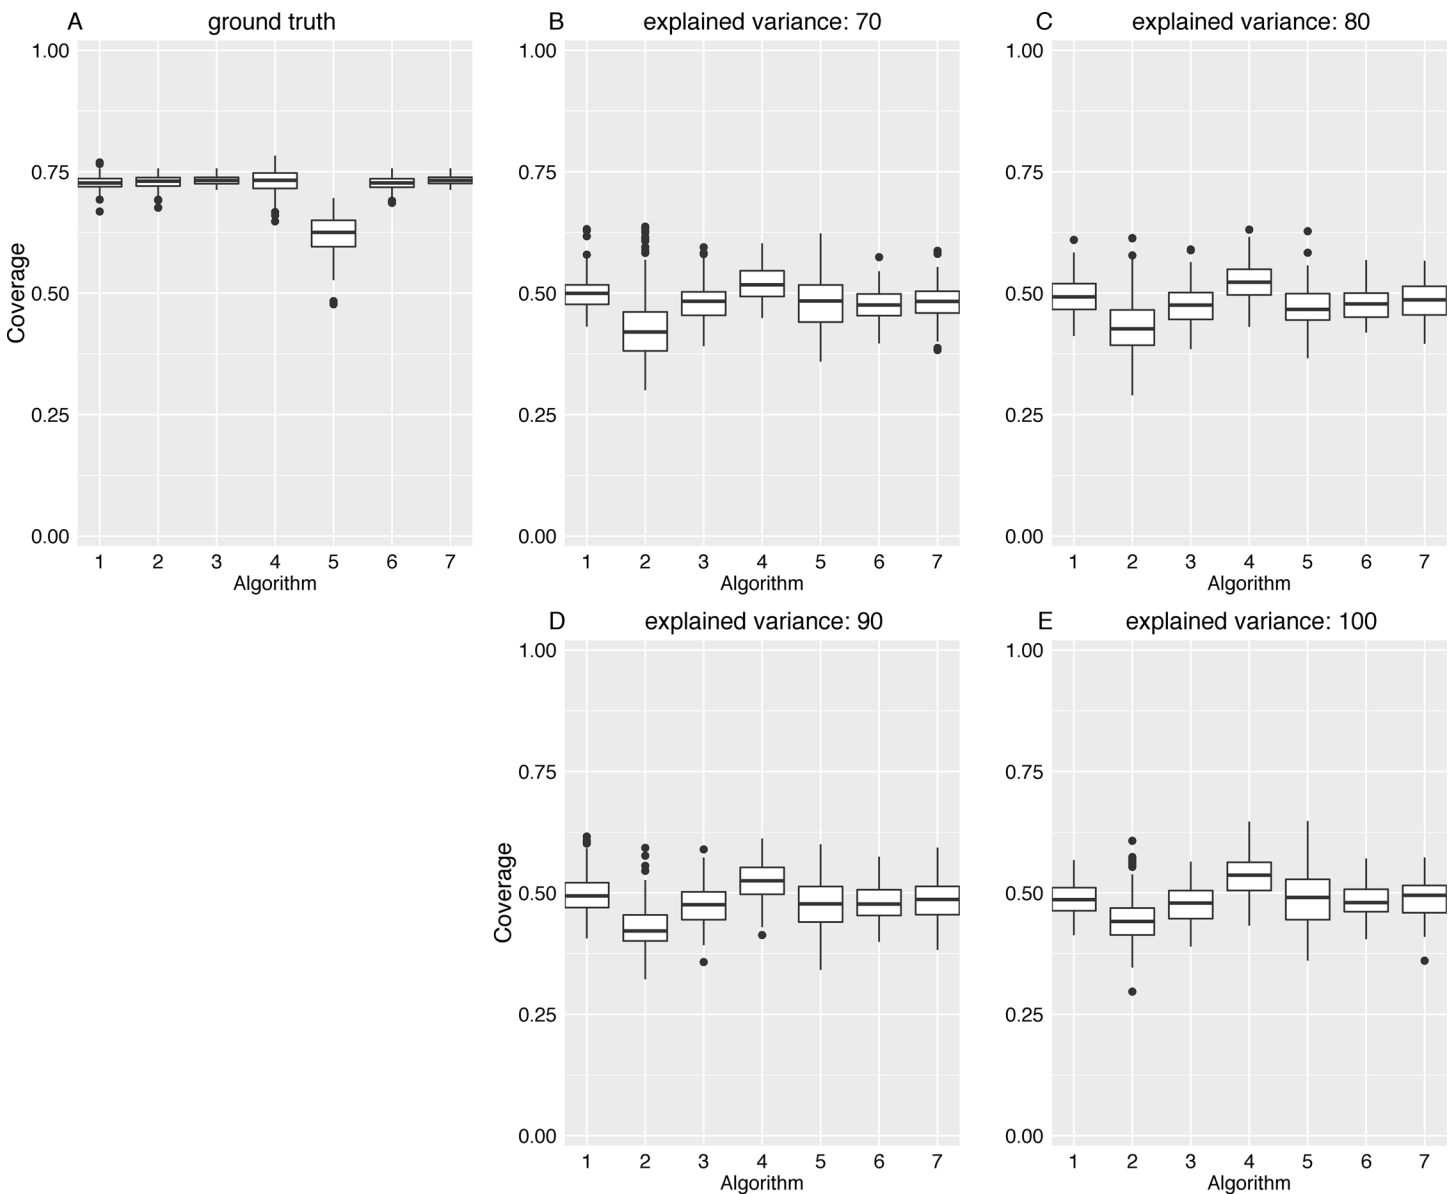 A ground truth
B explained variance: 70
C explained variance: 80
1.00
0.75
0.50
0.25
0.00
Coverage
1 2 3 4 5 6 7
Algorithm
1.00
0.75
0.50
0.25
0.00
1 2 3 4 5 6 7
Algorithm
1.00
0.75
0.50
0.25
0.00
1 2 3 4 5 6 7
Algorithm
D explained variance: 90
E explained variance: 100
1.00
0.75
0.50
0.25
0.00
Coverage
1 2 3 4 5 6 7
Algorithm
1.00
0.75
0.50
0.25
0.00
1 2 3 4 5 6 7
Algorithm